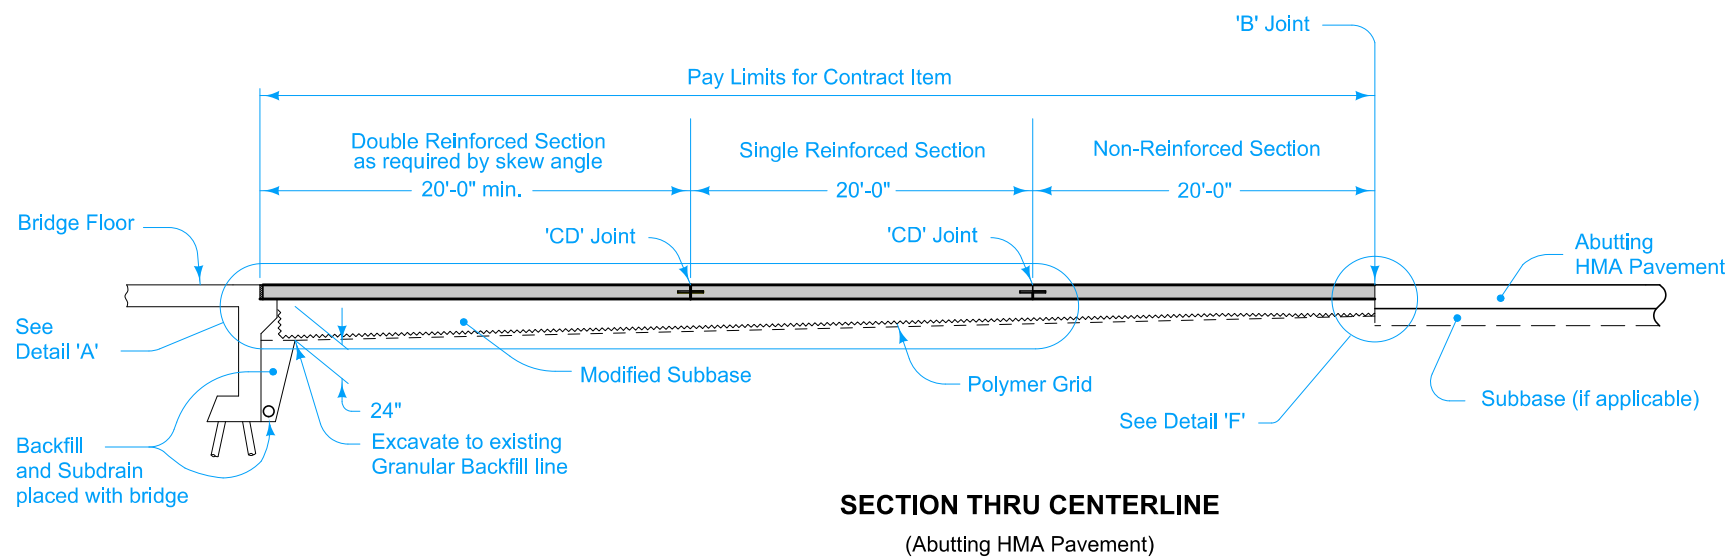 'B' Joint
Pay Limits for Contract Item
Double Reinforced Section
as required by skew angle
Single Reinforced Section
Non-Reinforced Section
20'-0" min.
20'-0"
20'-0"
Bridge Floor
'CD' Joint
'CD' Joint
Abutting
HMA Pavement
See
Detail 'A'
Modified Subbase
Polymer Grid
Subbase (if applicable)
24"
See Detail 'F'
Backfill
and Subdrain
placed with bridge
Excavate to existing
Granular Backfill line
SECTION THRU CENTERLINE
(Abutting HMA Pavement)